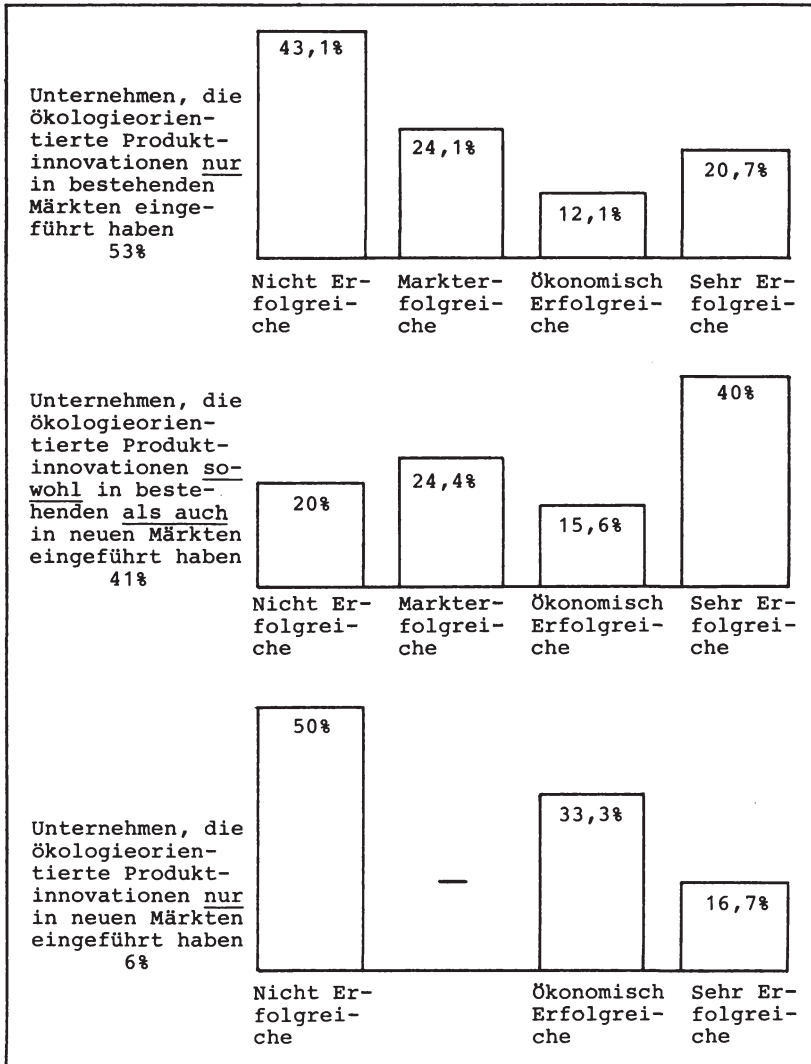 Unternehmen, die
ökologieorien-
tierte Produkt-
innovationen nur
in bestehenden
Märkten einge-
führt haben
53%
43,1%
24,1%
12,1%
20,7%
Nicht Er-
folgrei-
che
Markter-
folgrei-
che
Ökonomisch
Erfolgrei-
che
Sehr Er-
folgrei-
che
Unternehmen, die
ökologieorien-
tierte Produkt-
innovationen so-
wohl in beste-
henden als auch
in neuen Märkten
eingeführt haben
41%
20%
24,4%
15,6%
40%
Nicht Er-
folgrei-
che
Markter-
folgrei-
che
Ökonomisch
Erfolgrei-
che
Sehr Er-
folgrei-
che
Unternehmen, die
ökologieorien-
tierte Produkt-
innovationen nur
in neuen Märkten
eingeführt haben
6%
50%
–
33,3%
16,7%
Nicht Er-
folgrei-
che
Ökonomisch
Erfolgrei-
che
Sehr Er-
folgrei-
che